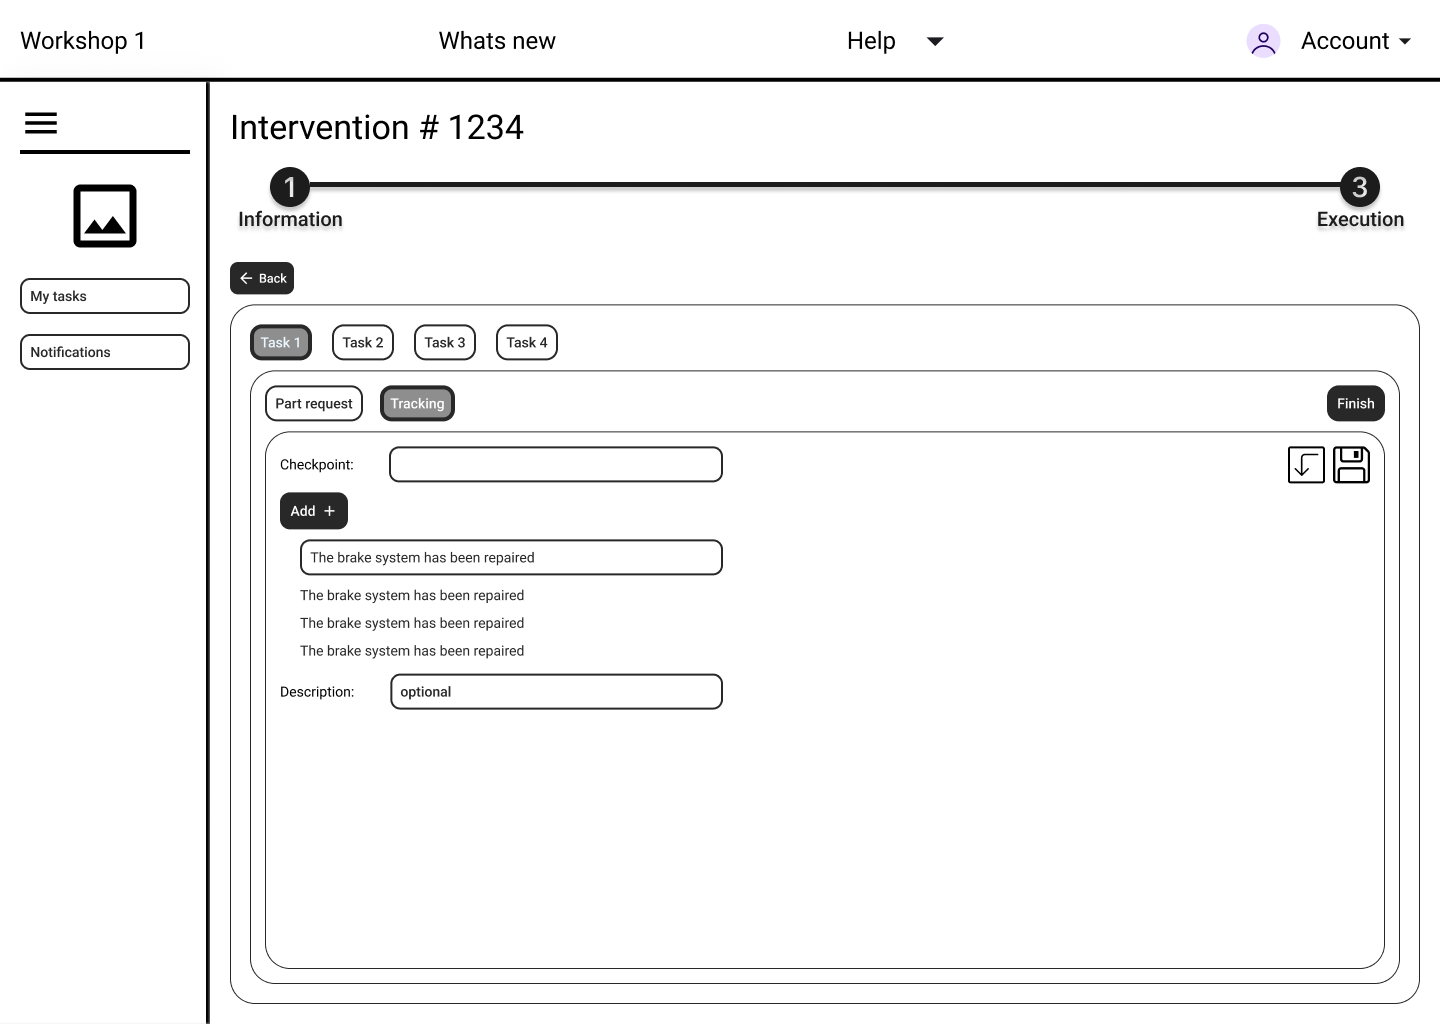 Workshop 1
Whats new
Help
Account
Intervention # 1234
1
3
Information
Execution
Back
My tasks
Notifications
Task 1
Task 2
Task 3
Task 4
Part request
Tracking
Finish
Checkpoint:
Add +
The brake system has been repaired
The brake system has been repaired
The brake system has been repaired
The brake system has been repaired
Description:
optional